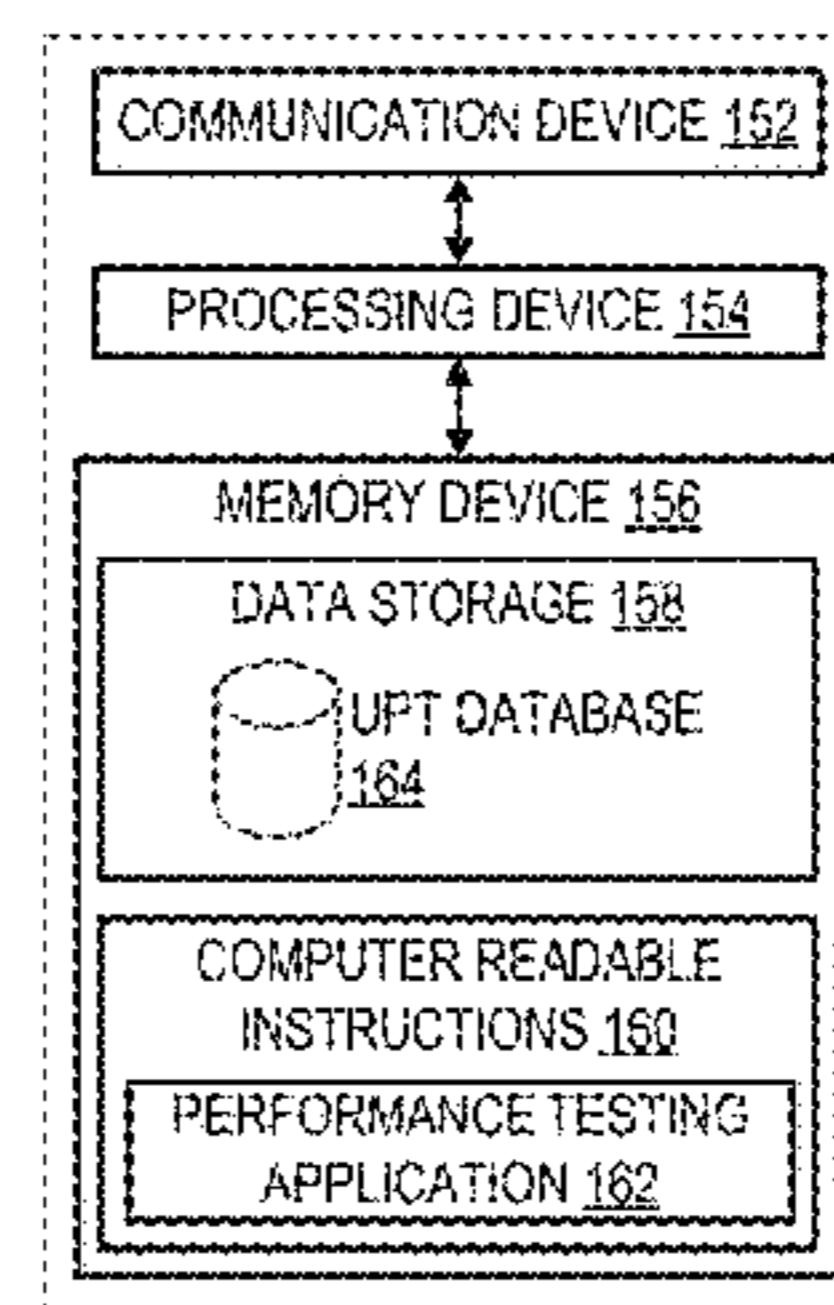 COMMUNICATION DEVICE 152
PROCESSING DEVICE 154
MEMORY DEVICE 156
DATA STORAGE 158
UPT DATABASE
164
COMPUTER READABLE
INSTRUCTIONS 160
PERFORMANCE TESTING
APPLICATION 162